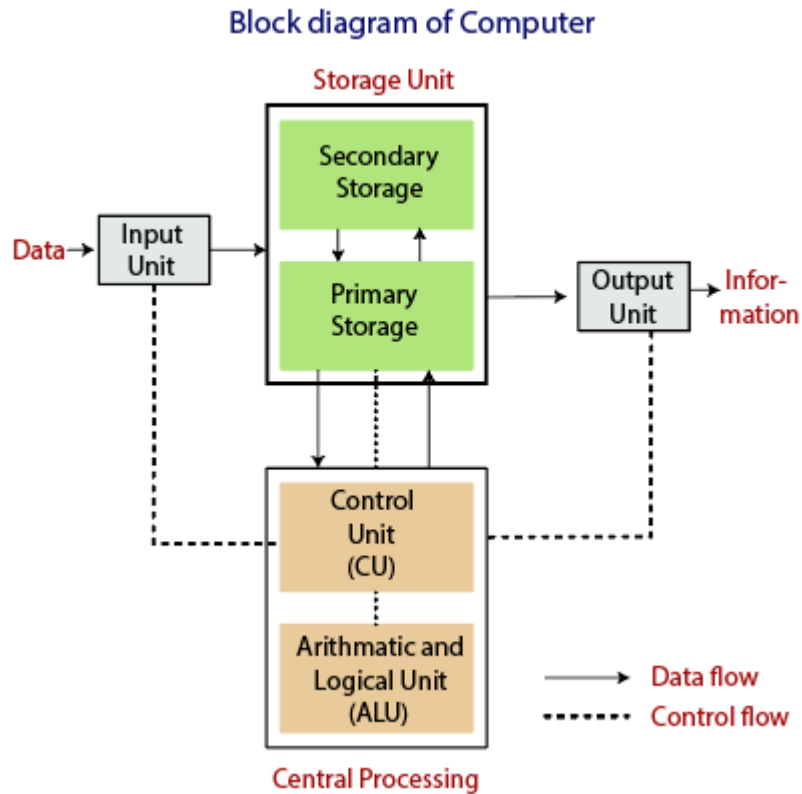 Block diagram of Computer
Storage Unit
Secondary
Storage
Data
Input
Unit
Primary
Storage
Output
Unit
Infor-
mation
Control
Unit
(CU)
Arithmatic and
Logical Unit
(ALU)
Data flow
Control flow
Central Processing